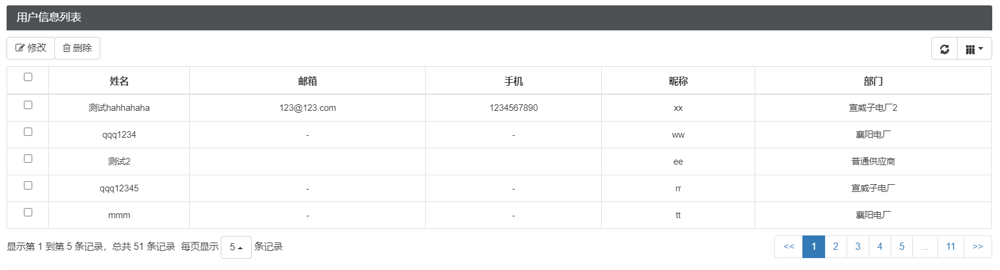 用户信息列表
修改 删除
姓名 邮箱 手机 昵称 部门
测试hahhahaha 123@123.com 1234567890 xx 宣威子电厂2
qqq1234 - - ww 襄阳电厂
测试2 ee 普通供应商
qqq12345 - - rr 宣威子电厂
mmm - - tt 襄阳电厂
显示第 1 到第 5 条记录，总共 51 条记录 每页显示 5 条记录 << 1 2 3 4 5 ... 11 >>